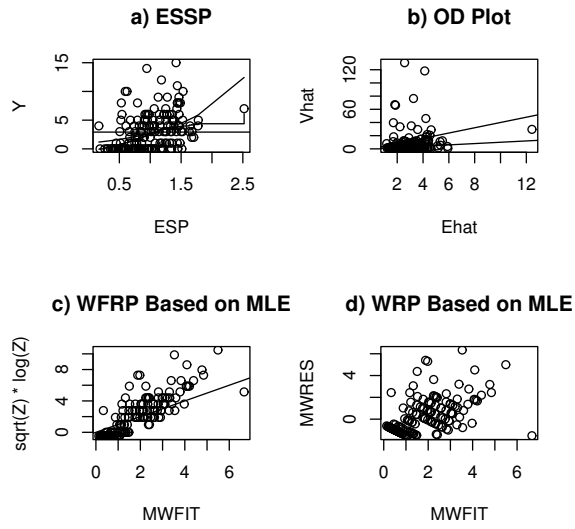 a) ESSP
Y
0 5 15
0.5 1.5 2.5
ESP
b) OD Plot
Vhat
0 60 120
2 4 6 8 12
Ehat
c) WFRP Based on MLE
sqrt(Z) * log(Z)
0 4 8
0 2 4 6
MWFIT
d) WRP Based on MLE
MWRES
0 4
0 2 4 6
MWFIT